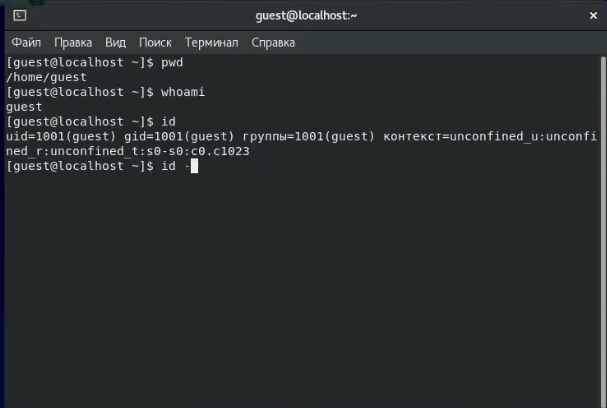 guest@localhost:~
Файл Правка Вид Поиск Терминал Справка
[guest@localhost ~]$ pwd
/home/guest
[guest@localhost ~]$ whoami
guest
[guest@localhost ~]$ id
uid=1001(guest) gid=1001(guest) группы=1001(guest) контекст=unconfined_u:unconfi
ned_r:unconfined_t:s0-s0:c0.c1023
[guest@localhost ~]$ id -